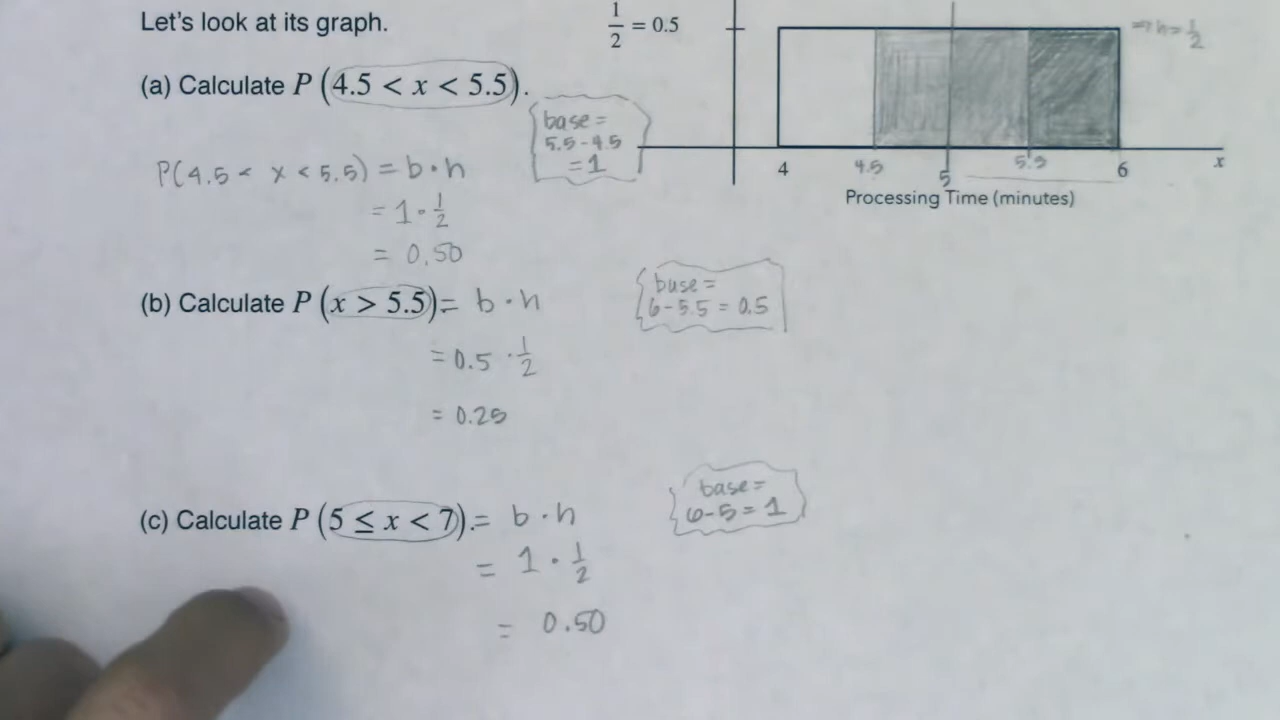 Let's look at its graph.
1/2 = 0.5
⇒ h = 1/2
(a) Calculate P (4.5 < x < 5.5).
base =
5.5 - 4.5
= 1
4 4.5 5 5.5 6 x
Processing Time (minutes)
P(4.5 < x < 5.5) = b · h
= 1 · 1/2
= 0.50
(b) Calculate P (x > 5.5) = b · h
base =
6 - 5.5 = 0.5
= 0.5 · 1/2
= 0.25
(c) Calculate P (5 ≤ x < 7). = b · h
base =
6 - 5 = 1
= 1 · 1/2
= 0.50